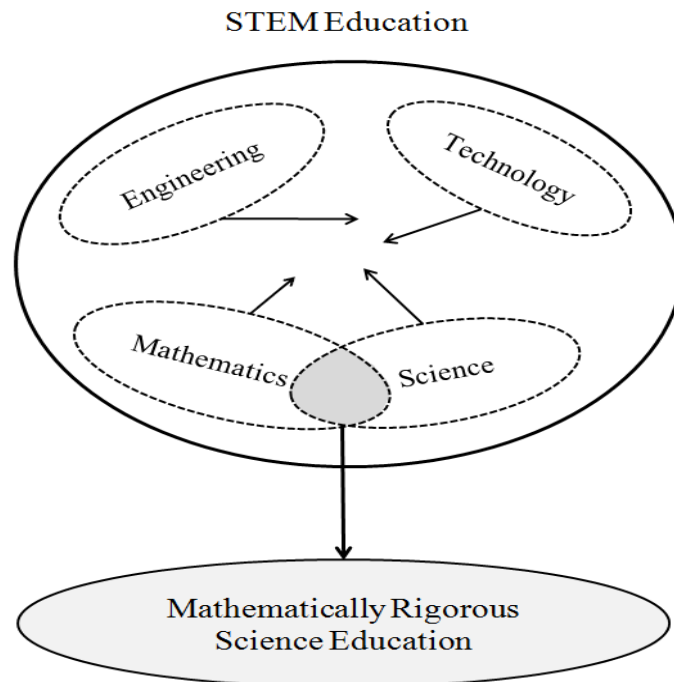 STEM Education
Engineering
Technology
Mathematics
Science
Mathematically Rigorous
Science Education